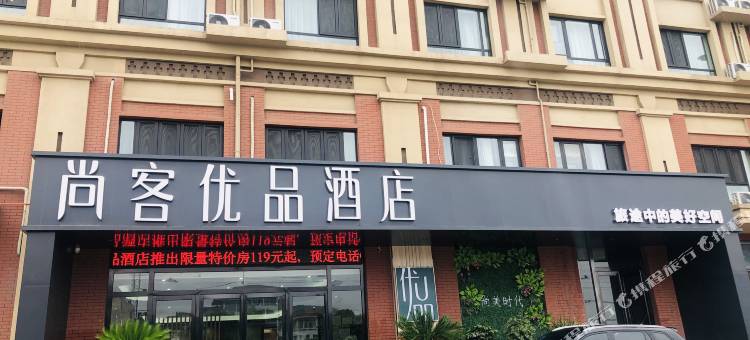 尚客优品酒店
旅途中的美好空间
品酒店推出限量特价房119元起，预定电话
优品
尚美时代
携程旅行